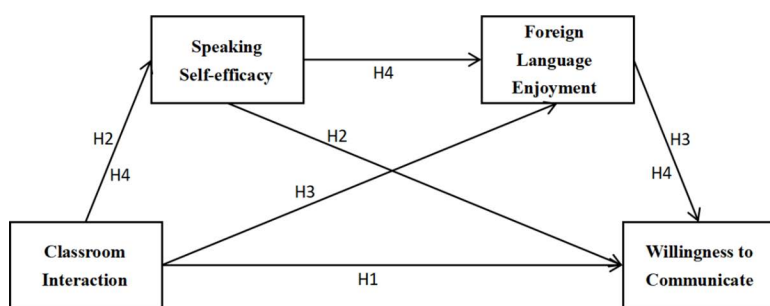 Speaking
Self-efficacy
Foreign
Language
Enjoyment
H4
H2
H4
H2
H3
H3
H4
Classroom
Interaction
H1
Willingness to
Communicate